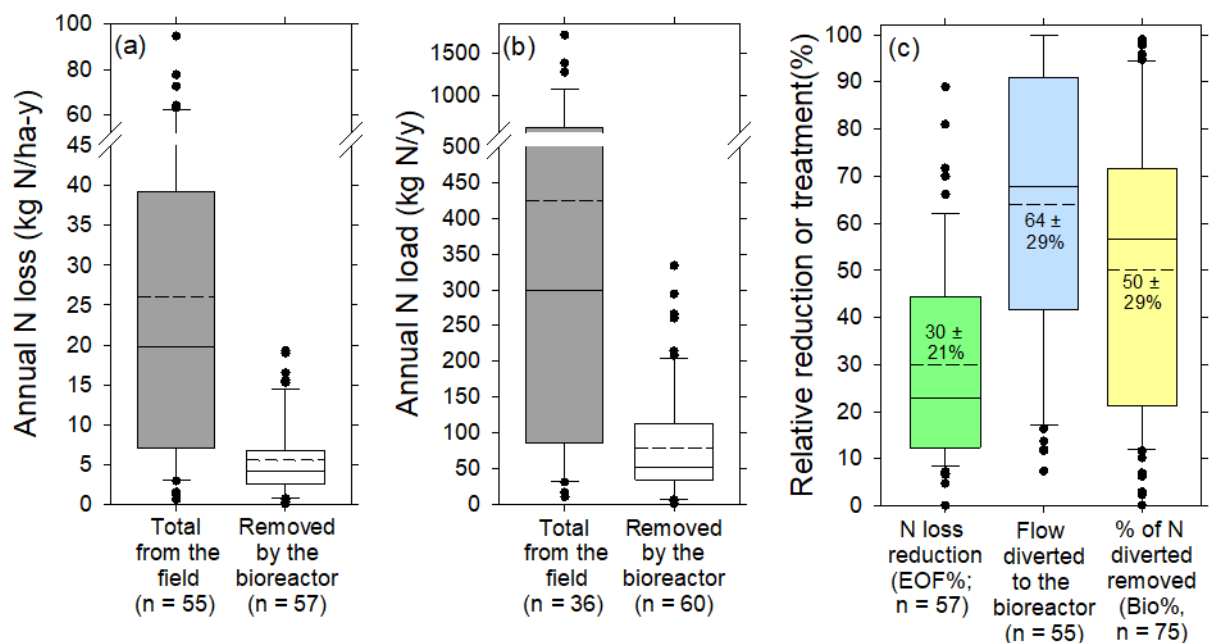 (a)
Annual N loss (kg N/ha-y)
100
80
60
45
40
35
30
25
20
15
10
5
0
Total
from the
field
(n = 55)
Removed
by the
bioreactor
(n = 57)
(b)
Annual N load (kg N/y)
1500
1000
500
450
400
350
300
250
200
150
100
50
0
Total
from the
field
(n = 36)
Removed
by the
bioreactor
(n = 60)
(c)
Relative reduction or treatment(%)
100
90
80
70
60
50
40
30
20
10
0
30 ±
21%
64 ±
29%
50 ±
29%
N loss
reduction
(EOF%;
n = 57)
Flow
diverted
to the
bioreactor
(n = 55)
% of N
diverted
removed
(Bio%,
n = 75)